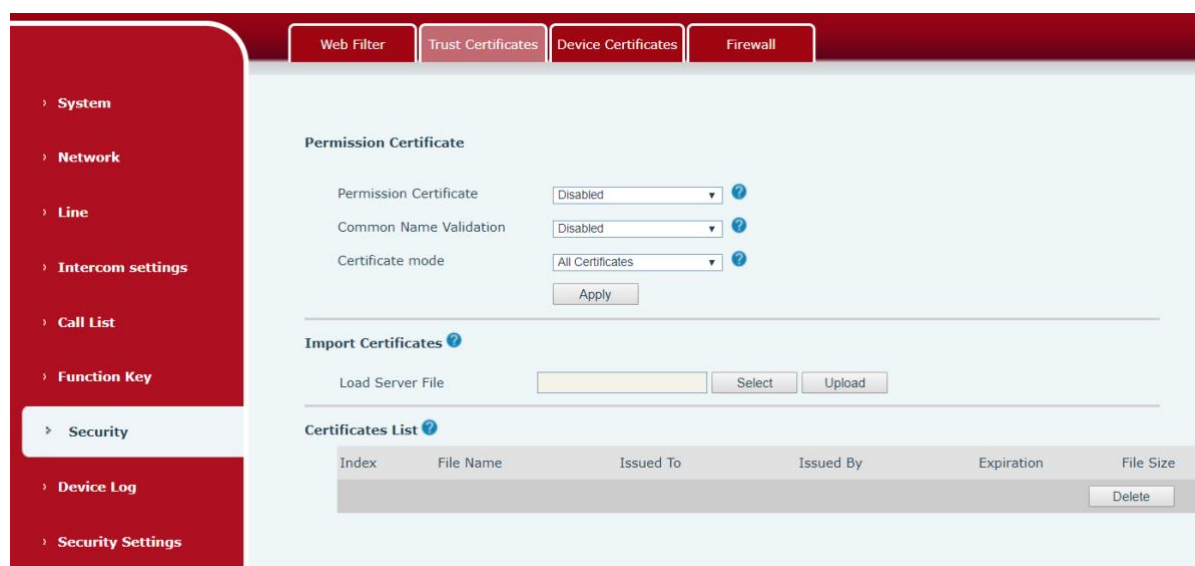 Web Filter Trust Certificates Device Certificates Firewall
System
Network
Line
Intercom settings
Call List
Function Key
Security
Device Log
Security Settings
Permission Certificate
Permission Certificate Disabled
Common Name Validation Disabled
Certificate mode All Certificates
Apply
Import Certificates
Load Server File Select Upload
Certificates List
Index File Name Issued To Issued By Expiration File Size
Delete